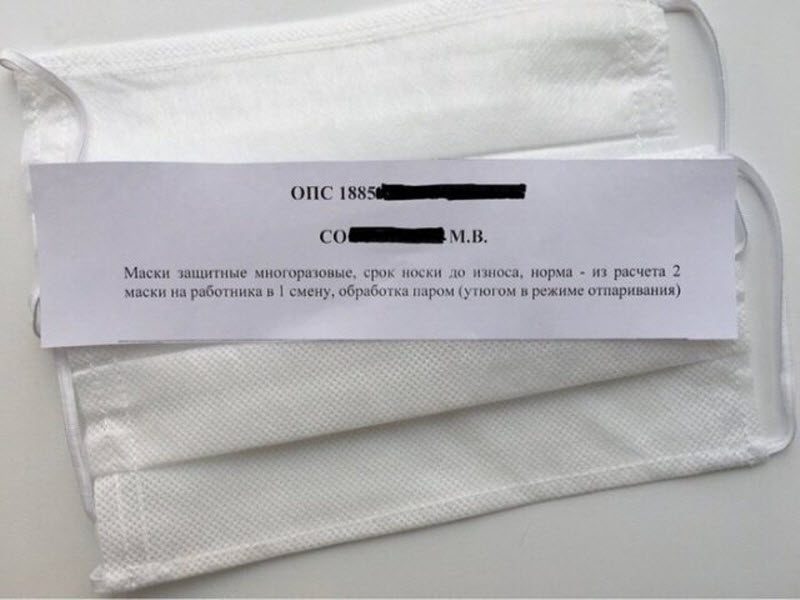 ОПС 1885
СО М.В.
Маски защитные многоразовые, срок носки до износа, норма - из расчета 2
маски на работника в 1 смену, обработка паром (утюгом в режиме отпаривания)